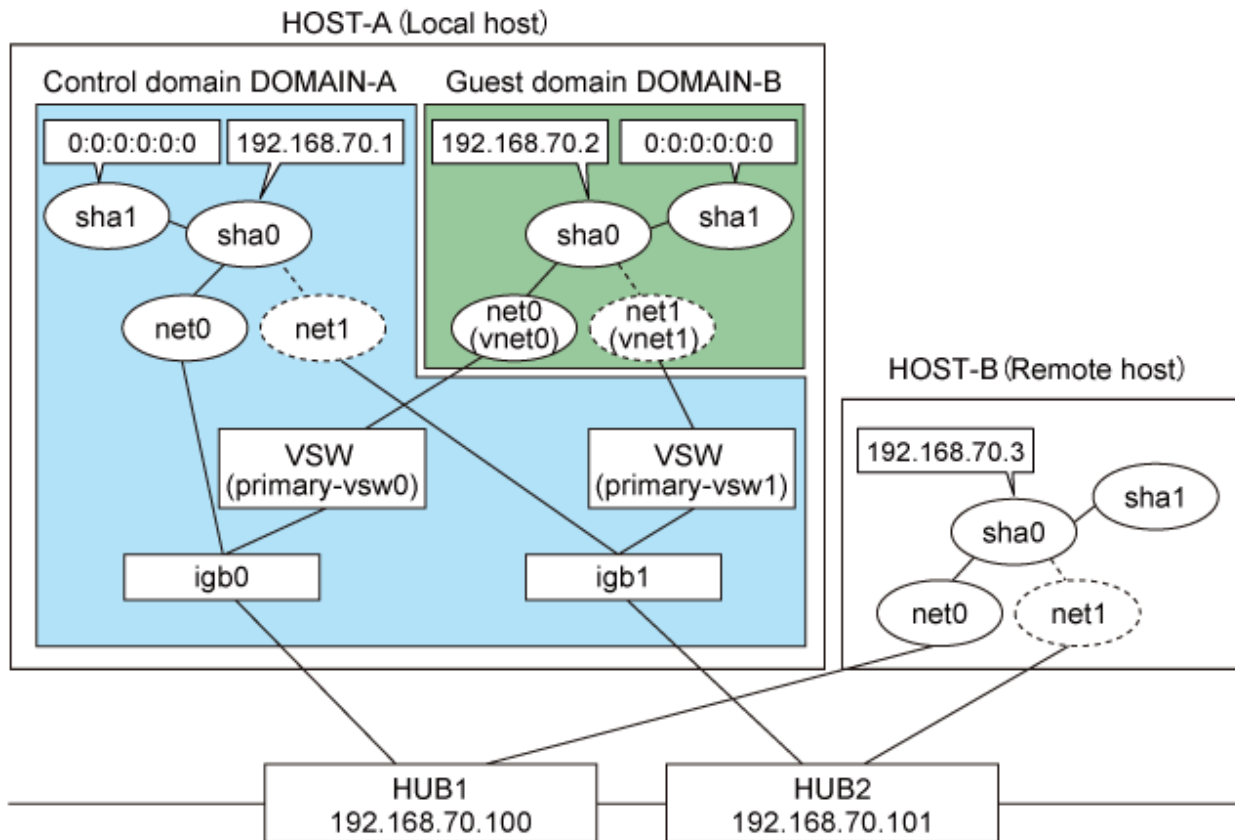 HOST-A (Local host)
Control domain DOMAIN-A
Guest domain DOMAIN-B
0:0:0:0:0:0
192.168.70.1
192.168.70.2
0:0:0:0:0:0
sha1
sha0
sha0
sha1
net0
net1
net0
(vnet0)
net1
(vnet1)
HOST-B (Remote host)
VSW
(primary-vsw0)
VSW
(primary-vsw1)
192.168.70.3
sha1
sha0
igb0
igb1
net0
net1
HUB1
192.168.70.100
HUB2
192.168.70.101